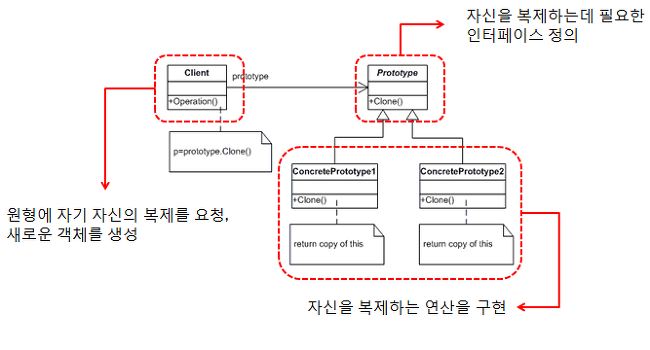 자신을 복제하는데 필요한
인터페이스 정의
Client
prototype
Prototype
+Operation()
+Clone()
p=prototype.Clone()
ConcretePrototype1
ConcretePrototype2
+Clone()
+Clone()
원형에 자기 자신의 복제를 요청,
새로운 객체를 생성
return copy of this
return copy of this
자신을 복제하는 연산을 구현